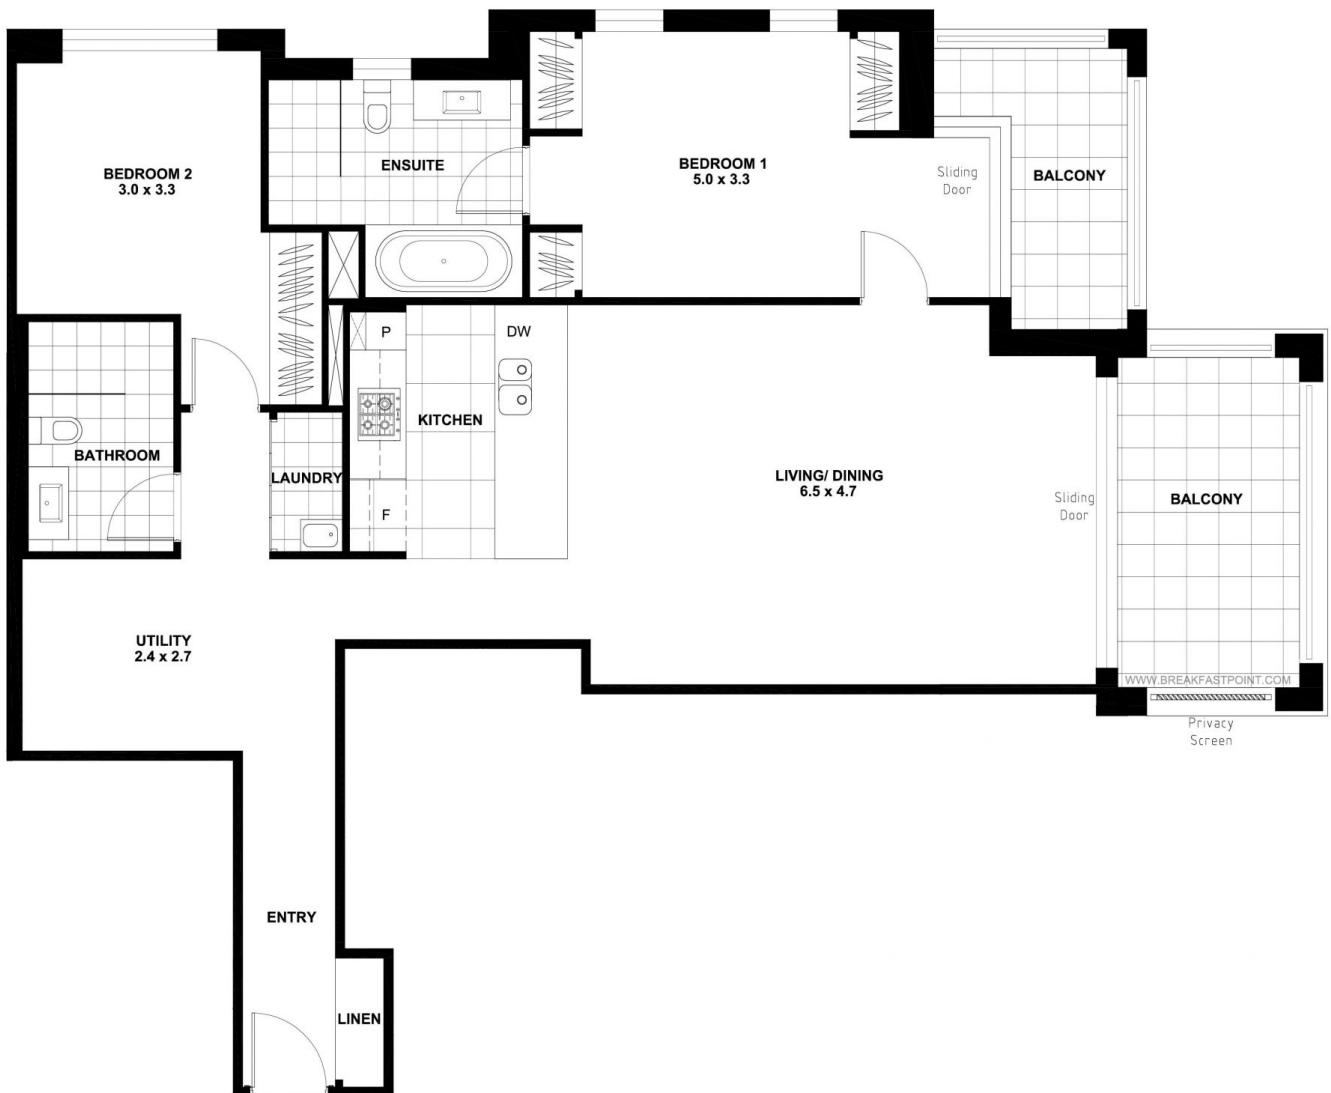 BEDROOM 2
3.0 x 3.3
ENSUITE
BEDROOM 1
5.0 x 3.3
Sliding
Door
BALCONY
P
DW
KITCHEN
BATHROOM
LAUNDRY
F
LIVING/ DINING
6.5 x 4.7
Sliding
Door
BALCONY
UTILITY
2.4 x 2.7
WWW.BREAKFASTPOINT.COM
Privacy
Screen
ENTRY
LINEN